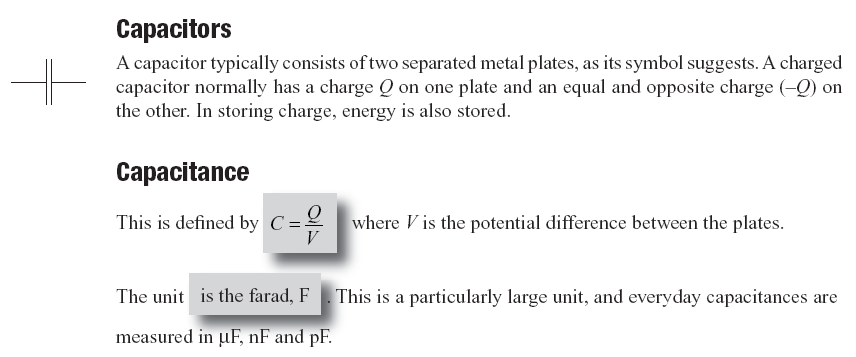 Capacitors
A capacitor typically consists of two separated metal plates, as its symbol suggests. A charged
capacitor normally has a charge Q on one plate and an equal and opposite charge (–Q) on
the other. In storing charge, energy is also stored.
Capacitance
This is defined by C = Q/V where V is the potential difference between the plates.
The unit is the farad, F . This is a particularly large unit, and everyday capacitances are
measured in µF, nF and pF.